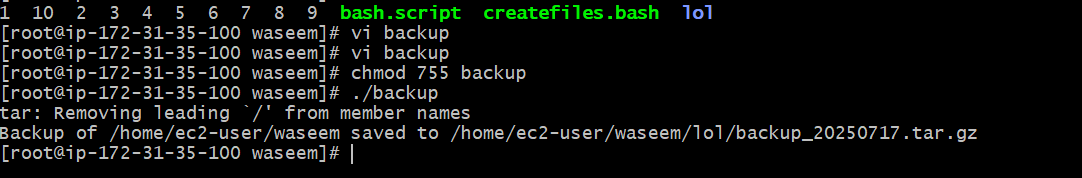 1  10  2  3  4  5  6  7  8  9  bash.script  createfiles.bash  lol
[root@ip-172-31-35-100 waseem]# vi backup
[root@ip-172-31-35-100 waseem]# vi backup
[root@ip-172-31-35-100 waseem]# chmod 755 backup
[root@ip-172-31-35-100 waseem]# ./backup
tar: Removing leading `/' from member names
Backup of /home/ec2-user/waseem saved to /home/ec2-user/waseem/lol/backup_20250717.tar.gz
[root@ip-172-31-35-100 waseem]#